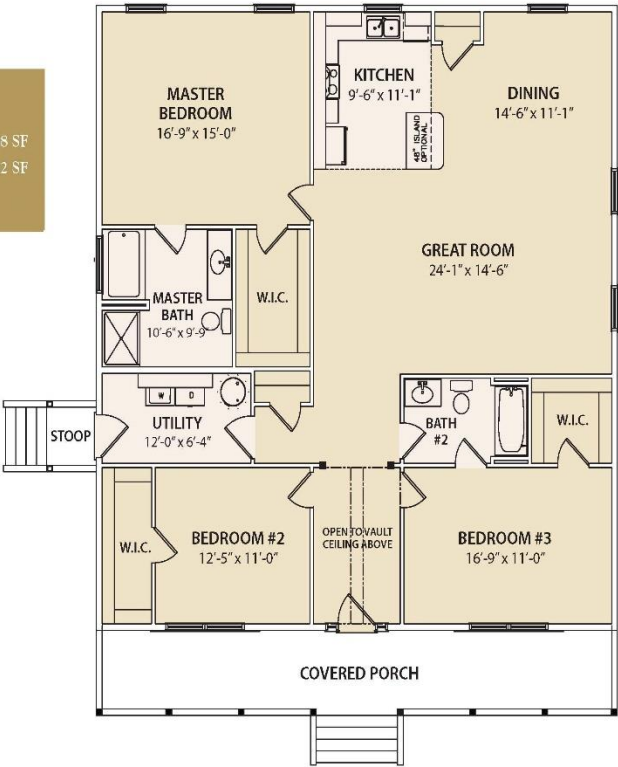 8 SF
2 SF
MASTER
BEDROOM
16'-9" x 15'-0"
KITCHEN
9'-6" x 11'-1"
48" ISLAND
OPTIONAL
DINING
14'-6" x 11'-1"
GREAT ROOM
24'-1" x 14'-6"
MASTER
BATH
10'-6" x 9'-9"
W.I.C.
W
D
UTILITY
12'-0" x 6'-4"
STOOP
BATH
#2
W.I.C.
W.I.C.
BEDROOM #2
12'-5" x 11'-0"
OPEN TO VAULT
CEILING ABOVE
BEDROOM #3
16'-9" x 11'-0"
COVERED PORCH